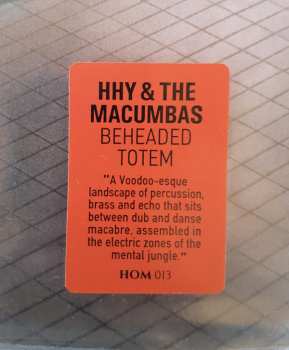 HHY & THE
MACUMBAS
BEHEADED
TOTEM
"A Voodoo-esque
landscape of percussion,
brass and echo that sits
between dub and danse
macabre, assembled in
the electric zones of the
mental jungle."
HOM 013